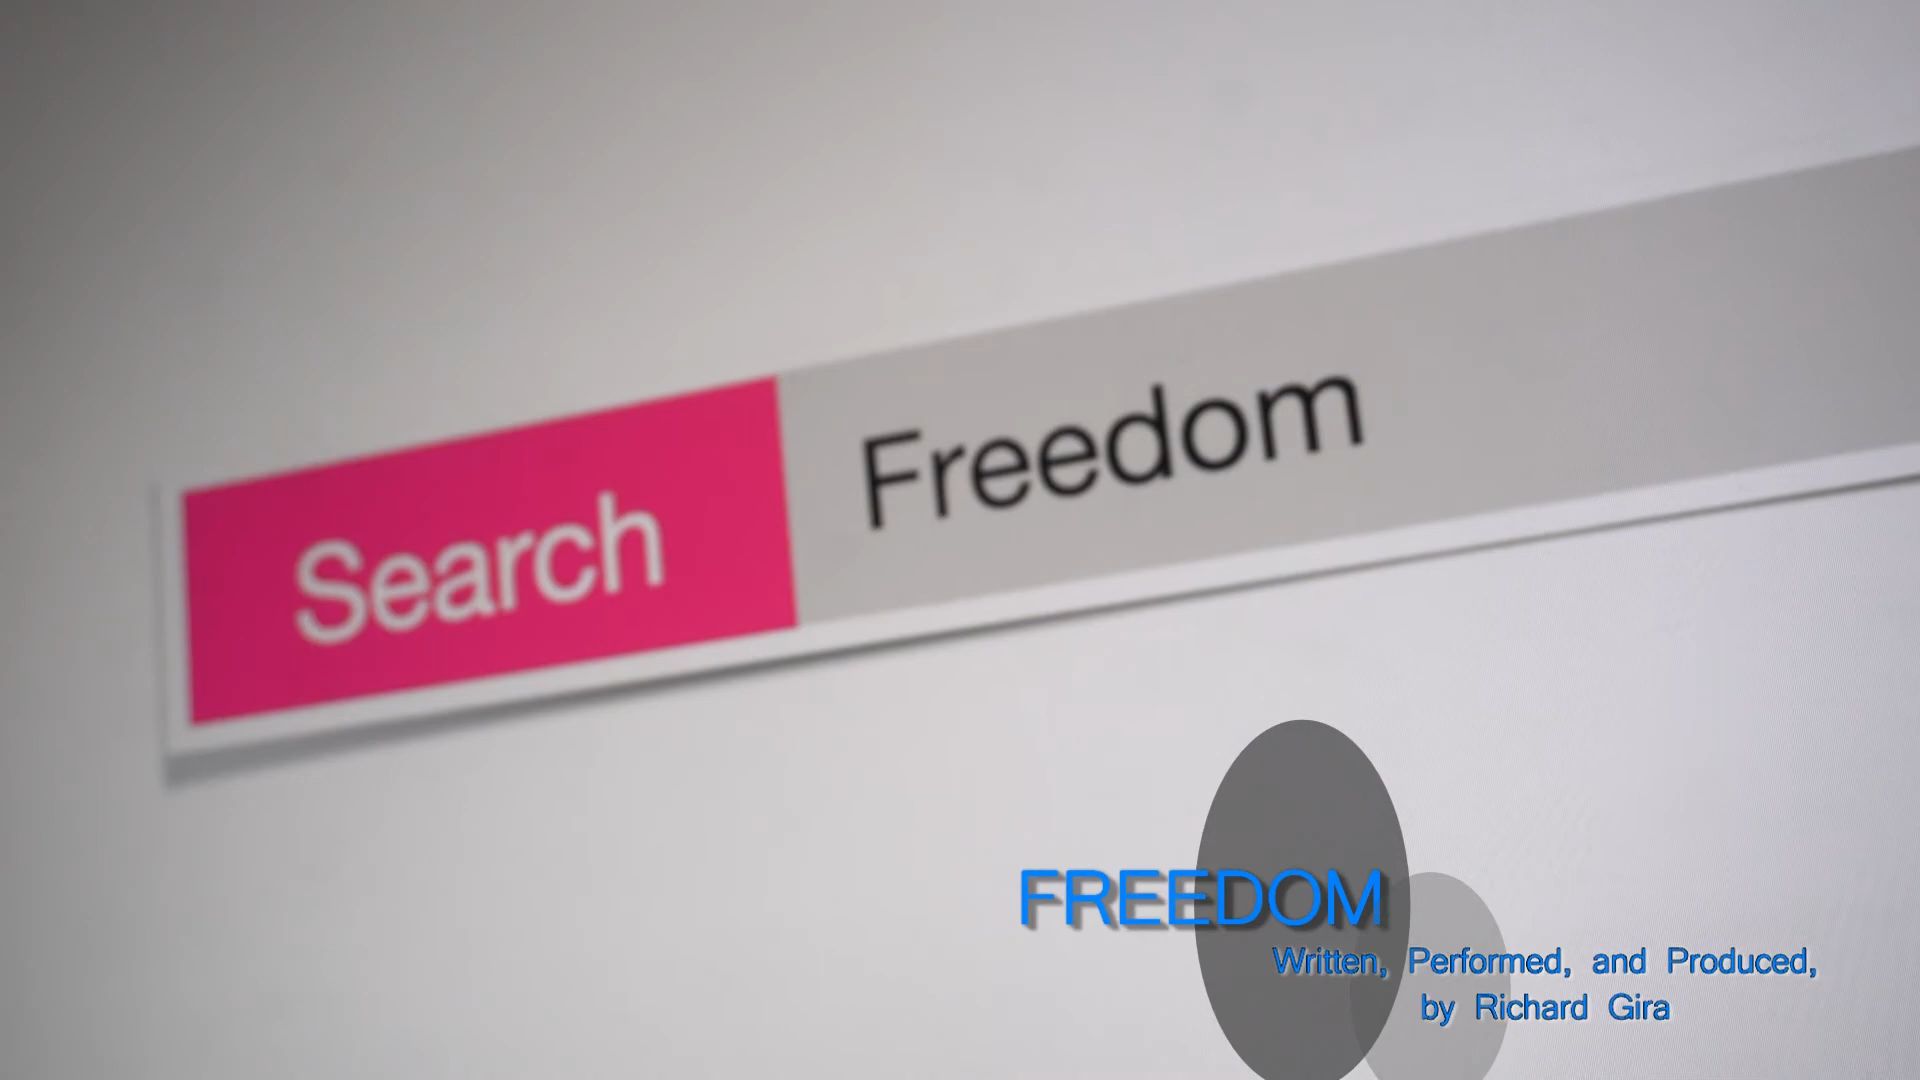 Search Freedom
FREEDOM
Written, Performed, and Produced,
by Richard Gira